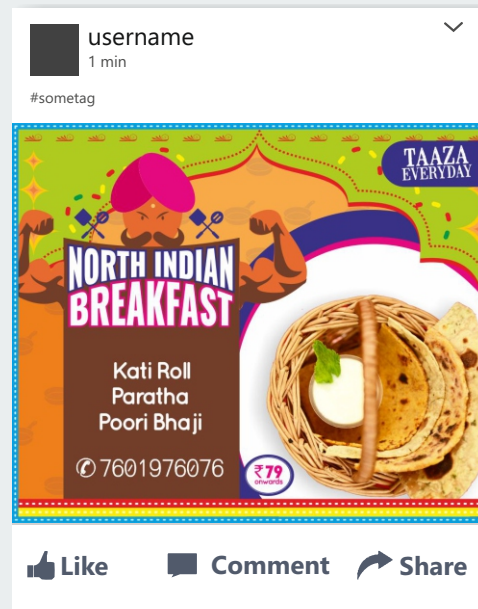 username
1 min
#sometag
TAAZA
EVERYDAY
NORTH INDIAN
BREAKFAST
Kati Roll
Paratha
Poori Bhaji
✆ 7601976076
₹79
onwards
Like Comment Share